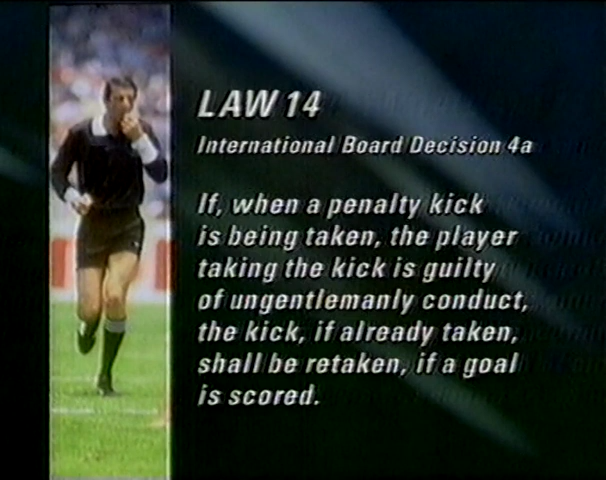 LAW 14
International Board Decision 4a
If, when a penalty kick
is being taken, the player
taking the kick is guilty
of ungentlemanly conduct,
the kick, if already taken,
shall be retaken, if a goal
is scored.